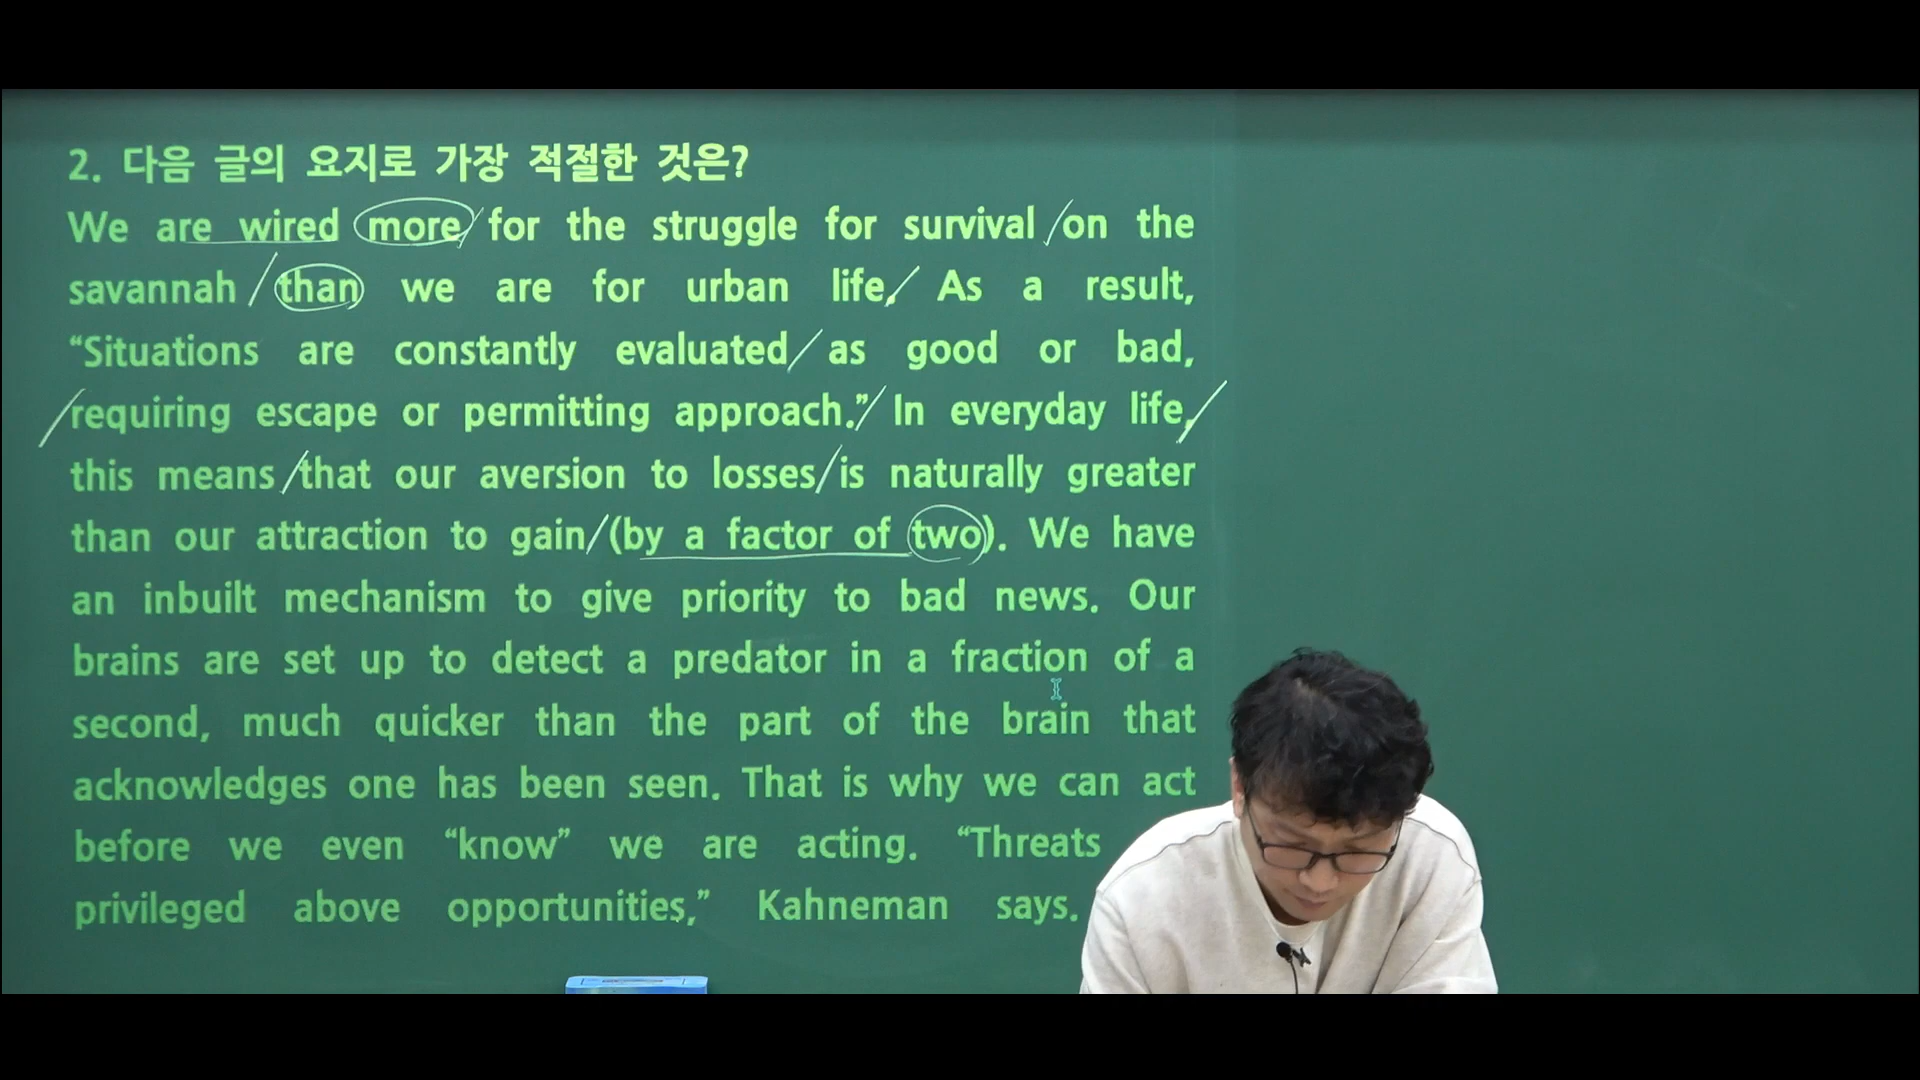 2. 다음 글의 요지로 가장 적절한 것은?
We are wired more for the struggle for survival on the
savannah than we are for urban life. As a result,
“Situations are constantly evaluated as good or bad,
requiring escape or permitting approach.” In everyday life,
this means that our aversion to losses is naturally greater
than our attraction to gain (by a factor of two). We have
an inbuilt mechanism to give priority to bad news. Our
brains are set up to detect a predator in a fraction of a
second, much quicker than the part of the brain that
acknowledges one has been seen. That is why we can act
before we even “know” we are acting. “Threats
privileged above opportunities,” Kahneman says.